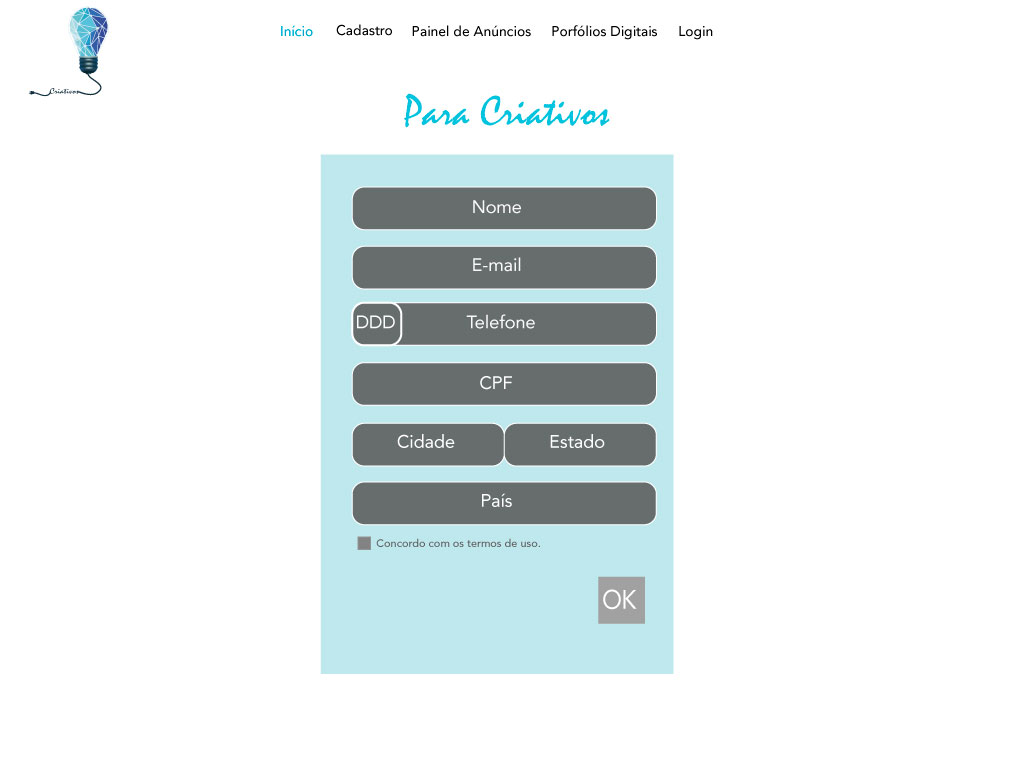 Início Cadastro Painel de Anúncios Porfólios Digitais Login
Criativos
Para Criativos
Nome
E-mail
DDD Telefone
CPF
Cidade Estado
País
Concordo com os termos de uso.
OK